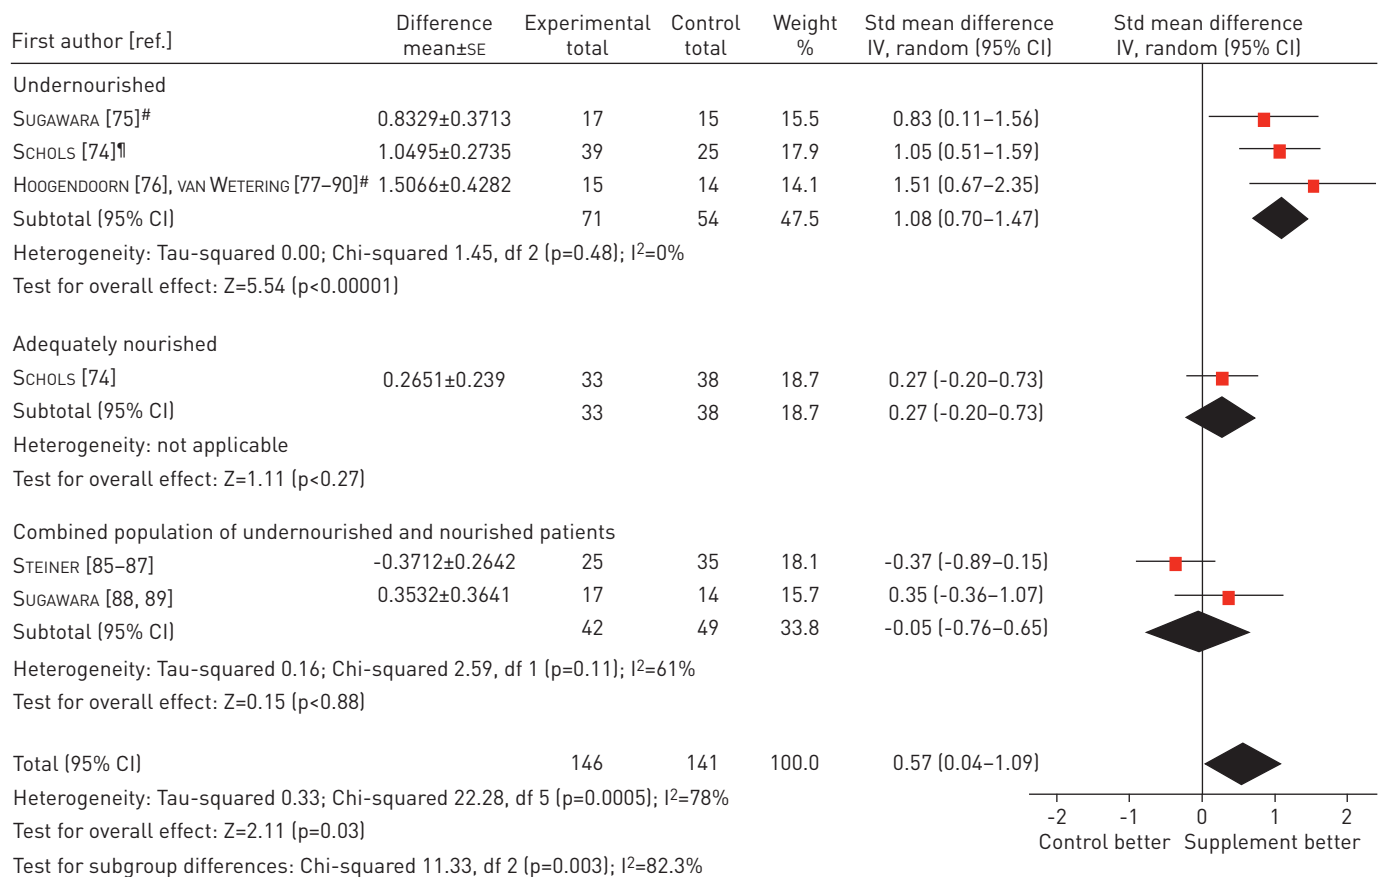 First author [ref.] Difference mean±SE Experimental total Control total Weight % Std mean difference IV, random (95% CI) Std mean difference IV, random (95% CI)
Undernourished
SUGAWARA [75]# 0.8329±0.3713 17 15 15.5 0.83 (0.11–1.56)
SCHOLS [74]¶ 1.0495±0.2735 39 25 17.9 1.05 (0.51–1.59)
HOOGENDOORN [76], VAN WETERING [77–90]# 1.5066±0.4282 15 14 14.1 1.51 (0.67–2.35)
Subtotal (95% CI) 71 54 47.5 1.08 (0.70–1.47)
Heterogeneity: Tau-squared 0.00; Chi-squared 1.45, df 2 (p=0.48); I2=0%
Test for overall effect: Z=5.54 (p<0.00001)
Adequately nourished
SCHOLS [74] 0.2651±0.239 33 38 18.7 0.27 (-0.20–0.73)
Subtotal (95% CI) 33 38 18.7 0.27 (-0.20–0.73)
Heterogeneity: not applicable
Test for overall effect: Z=1.11 (p<0.27)
Combined population of undernourished and nourished patients
STEINER [85–87] -0.3712±0.2642 25 35 18.1 -0.37 (-0.89–0.15)
SUGAWARA [88, 89] 0.3532±0.3641 17 14 15.7 0.35 (-0.36–1.07)
Subtotal (95% CI) 42 49 33.8 -0.05 (-0.76–0.65)
Heterogeneity: Tau-squared 0.16; Chi-squared 2.59, df 1 (p=0.11); I2=61%
Test for overall effect: Z=0.15 (p<0.88)
Total (95% CI) 146 141 100.0 0.57 (0.04–1.09)
Heterogeneity: Tau-squared 0.33; Chi-squared 22.28, df 5 (p=0.0005); I2=78%
Test for overall effect: Z=2.11 (p=0.03)
Test for subgroup differences: Chi-squared 11.33, df 2 (p=0.003); I2=82.3%
-2 -1 0 1 2
Control better Supplement better